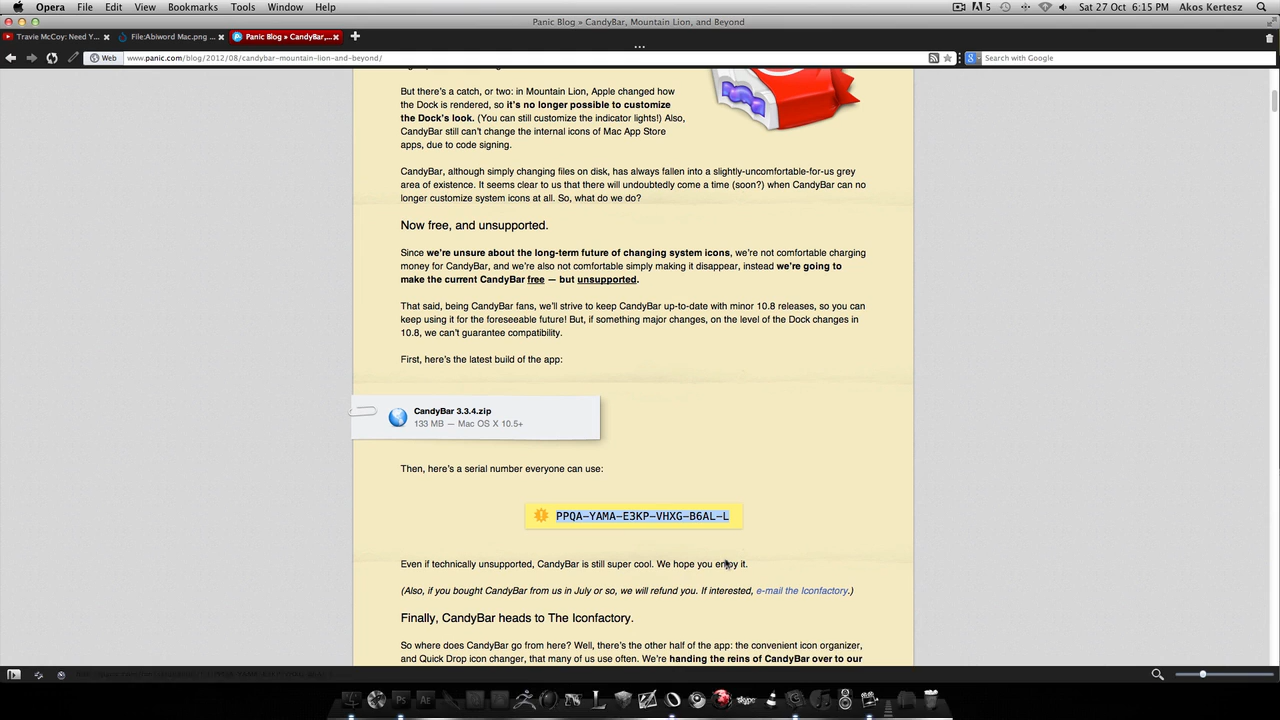 Opera File Edit View Bookmarks Tools Window Help
5 Sat 27 Oct 6:15 PM Akos Kertesz
Panic Blog » CandyBar, Mountain Lion, and Beyond
Travie McCoy: Need Y... File:Abiword Mac.png ... Panic Blog » CandyBar,...
Web www.panic.com/blog/2012/08/candybar-mountain-lion-and-beyond/ Search with Google
But there's a catch, or two: in Mountain Lion, Apple changed how
the Dock is rendered, so it's no longer possible to customize
the Dock's look. (You can still customize the indicator lights!) Also,
CandyBar still can't change the internal icons of Mac App Store
apps, due to code signing.
CandyBar, although simply changing files on disk, has always fallen into a slightly-uncomfortable-for-us grey
area of existence. It seems clear to us that there will undoubtedly come a time (soon?) when CandyBar can no
longer customize system icons at all. So, what do we do?
Now free, and unsupported.
Since we're unsure about the long-term future of changing system icons, we're not comfortable charging
money for CandyBar, and we're also not comfortable simply making it disappear, instead we're going to
make the current CandyBar free — but unsupported.
That said, being CandyBar fans, we'll strive to keep CandyBar up-to-date with minor 10.8 releases, so you can
keep using it for the foreseeable future! But, if something major changes, on the level of the Dock changes in
10.8, we can't guarantee compatibility.
First, here's the latest build of the app:
CandyBar 3.3.4.zip
133 MB — Mac OS X 10.5+
Then, here's a serial number everyone can use:
PPQA-YAMA-E3KP-VHXG-B6AL-L
Even if technically unsupported, CandyBar is still super cool. We hope you enjoy it.
(Also, if you bought CandyBar from us in July or so, we will refund you. If interested, e-mail the Iconfactory.)
Finally, CandyBar heads to The Iconfactory.
So where does CandyBar go from here? Well, there's the other half of the app: the convenient icon organizer,
and Quick Drop icon changer, that many of us use often. We're handing the reins of CandyBar over to our
Ps Ae skype